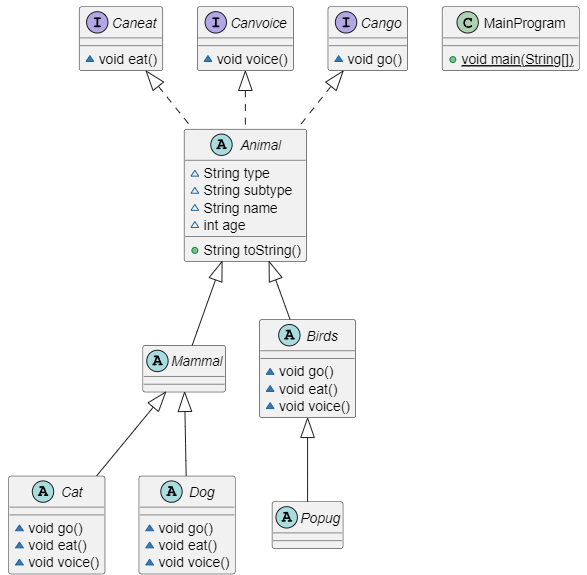 I Caneat
void eat()
I Canvoice
void voice()
I Cango
void go()
C MainProgram
void main(String[])
A Animal
String type
String subtype
String name
int age
String toString()
A Mammal
A Birds
void go()
void eat()
void voice()
A Cat
void go()
void eat()
void voice()
A Dog
void go()
void eat()
void voice()
A Popug